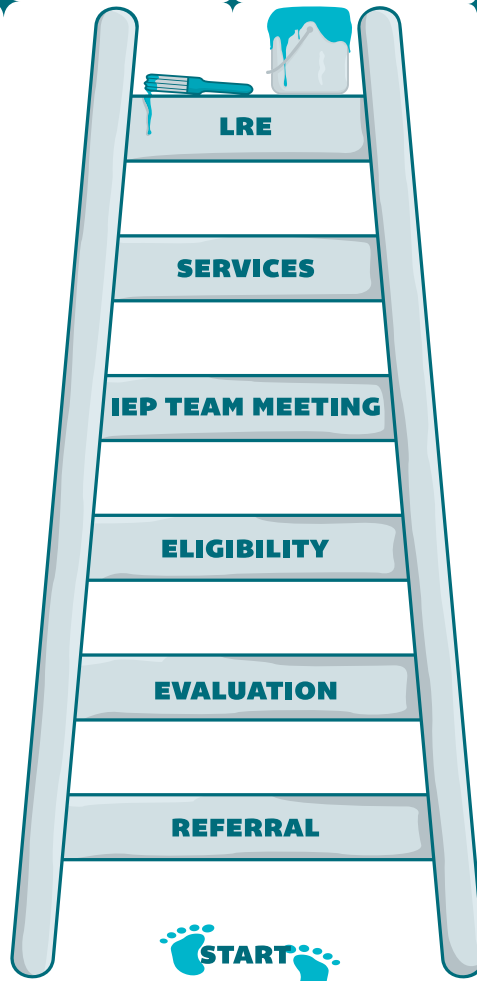 LRE
SERVICES
IEP TEAM MEETING
ELIGIBILITY
EVALUATION
REFERRAL
START